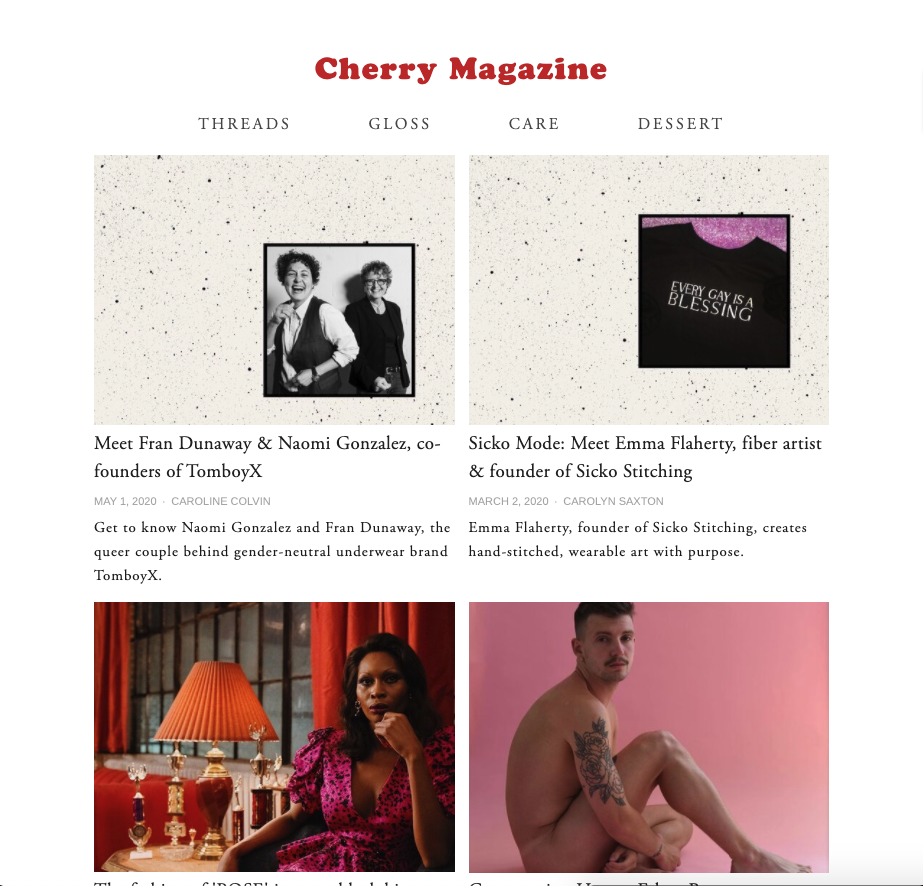 Cherry Magazine
THREADS GLOSS CARE DESSERT
EVERY GAY IS A
BLESSING
Meet Fran Dunaway & Naomi Gonzalez, co-
founders of TomboyX
MAY 1, 2020 · CAROLINE COLVIN
Get to know Naomi Gonzalez and Fran Dunaway, the
queer couple behind gender-neutral underwear brand
TomboyX.
Sicko Mode: Meet Emma Flaherty, fiber artist
& founder of Sicko Stitching
MARCH 2, 2020 · CAROLYN SAXTON
Emma Flaherty, founder of Sicko Stitching, creates
hand-stitched, wearable art with purpose.